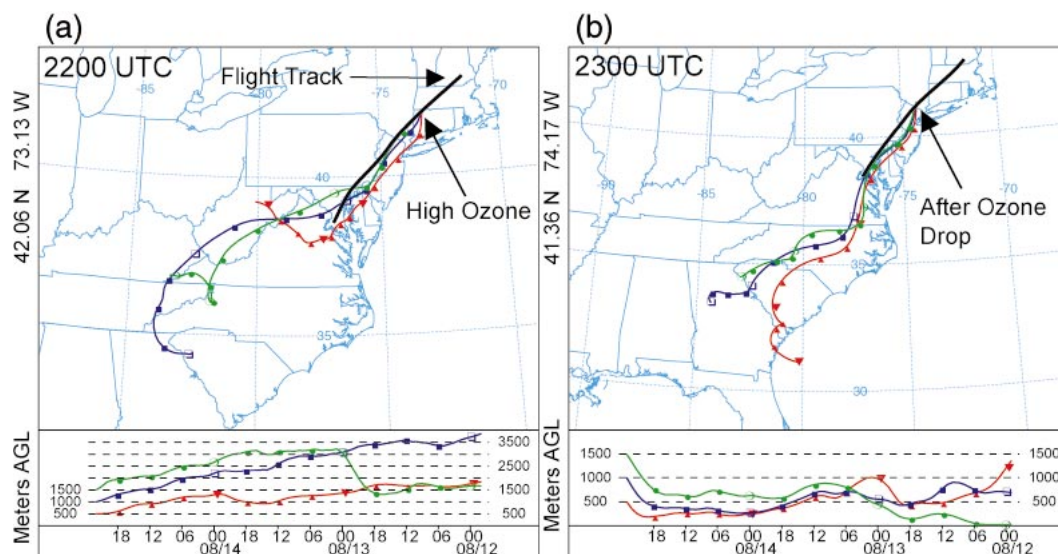 (a)
(b)
2200 UTC
2300 UTC
Flight Track
High Ozone
After Ozone
Drop
42.06 N 73.13 W
41.36 N 74.17 W
-85
-80
-75
-70
40
35
-90
-85
-80
-75
-70
40
35
30
Meters AGL
3500
2500
1500
1500
1000
500
500
18 12 06 00 18 12 06 00 18 12 06 00
08/14 08/13 08/12
Meters AGL
1500
1500
1000
1000
500
500
18 12 06 00 18 12 06 00 18 12 06 00
08/14 08/13 08/12